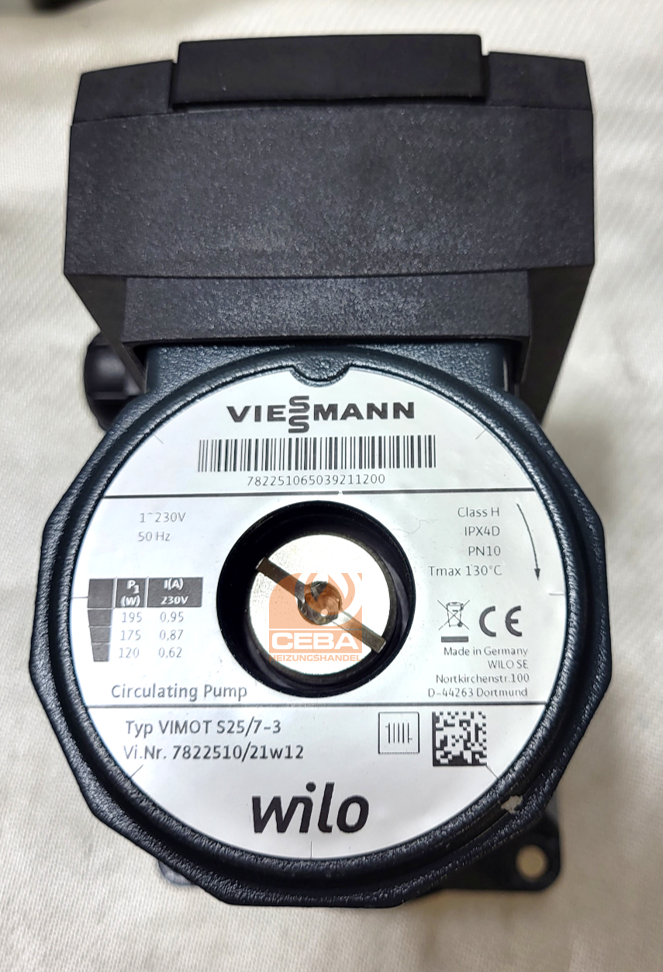 VIESSMANN
782251065039211200
1~230V
50 Hz
Class H
IPX4D
PN10
Tmax 130°C
P1 I(A)
(W) 230V
195 0.95
175 0.87
120 0.62
CEBA
HEIZUNGSHANDEL
CE
Made in Germany
WILO SE
Nortkirchenstr.100
D-44263 Dortmund
Circulating Pump
Typ VIMOT S25/7-3
Vi.Nr. 7822510/21w12
wilo